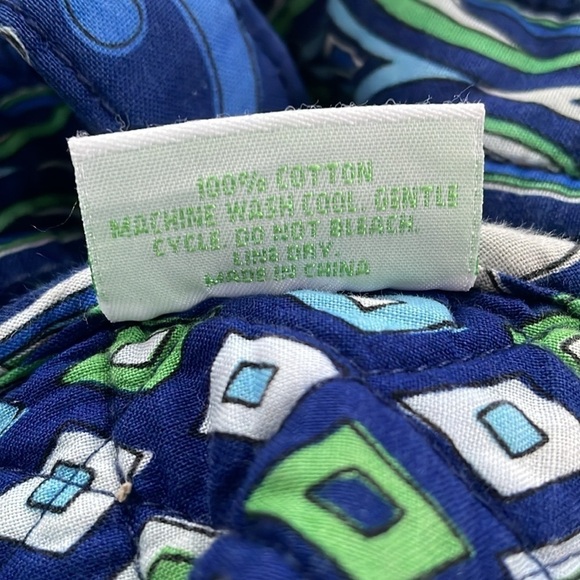 100% COTTON
MACHINE WASH COOL. GENTLE
CYCLE. DO NOT BLEACH.
LINE DRY.
MADE IN CHINA